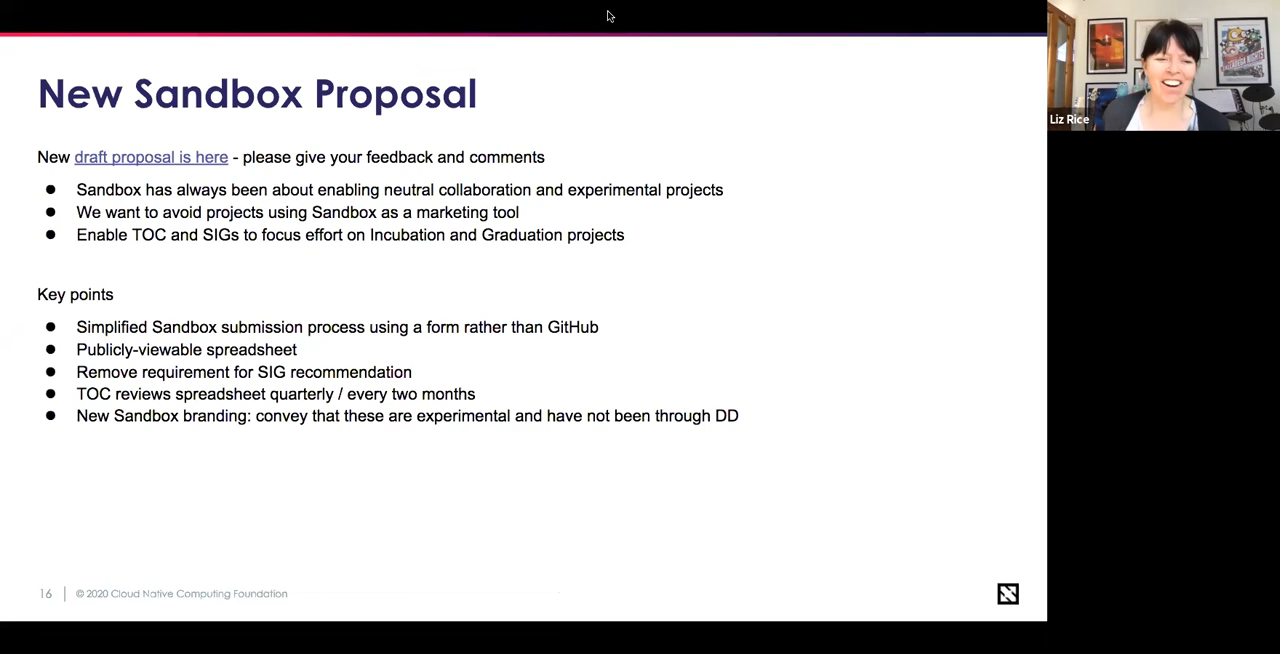 New Sandbox Proposal
New draft proposal is here - please give your feedback and comments
● Sandbox has always been about enabling neutral collaboration and experimental projects
● We want to avoid projects using Sandbox as a marketing tool
● Enable TOC and SIGs to focus effort on Incubation and Graduation projects
Key points
● Simplified Sandbox submission process using a form rather than GitHub
● Publicly-viewable spreadsheet
● Remove requirement for SIG recommendation
● TOC reviews spreadsheet quarterly / every two months
● New Sandbox branding: convey that these are experimental and have not been through DD
16 | © 2020 Cloud Native Computing Foundation
Liz Rice